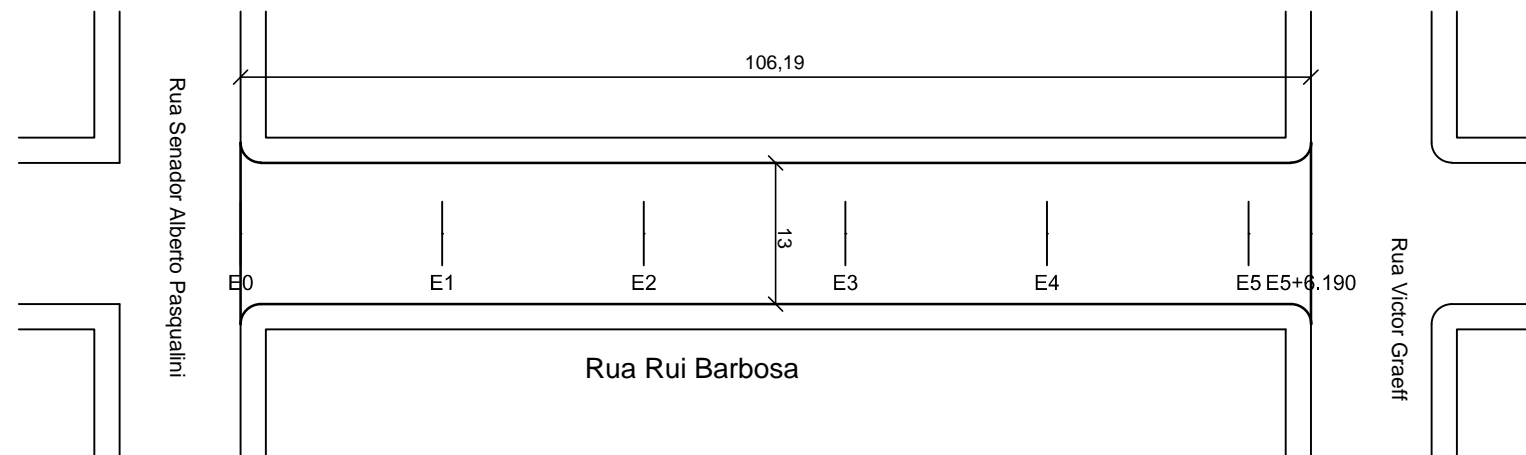 106,19
Rua Senador Alberto Pasqualini
13
Rua Victor Graeff
E0
E1
E2
E3
E4
E5
E5+6.190
Rua Rui Barbosa